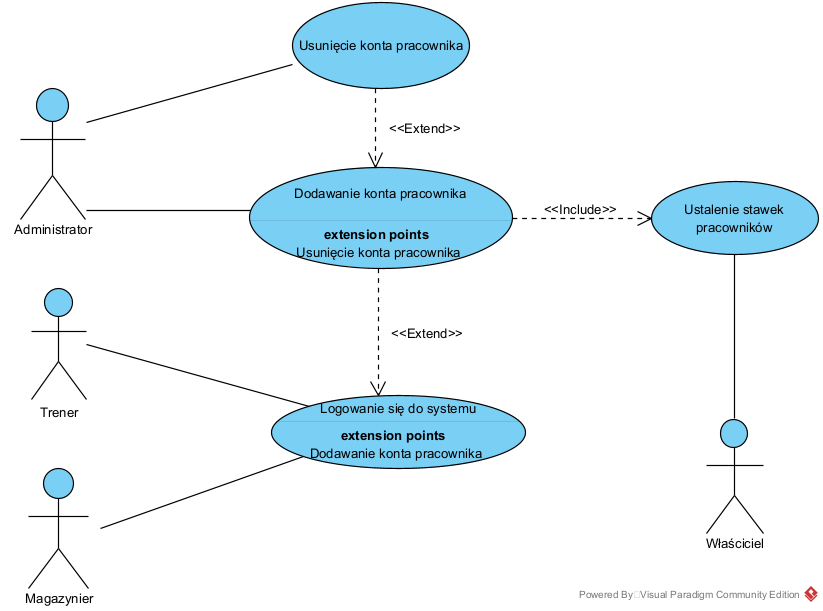 Usunięcie konta pracownika
<<Extend>>
Administrator
Dodawanie konta pracownika
extension points
Usunięcie konta pracownika
<<Include>>
Ustalenie stawek
pracowników
<<Extend>>
Trener
Logowanie się do systemu
extension points
Dodawanie konta pracownika
Właściciel
Magazynier
Powered By Visual Paradigm Community Edition